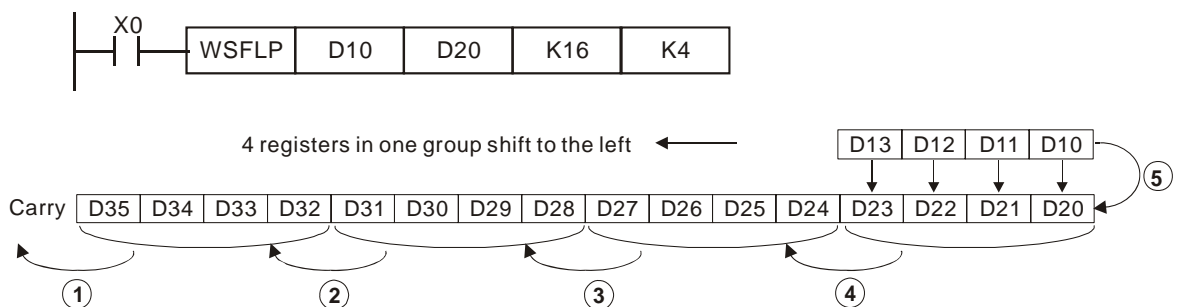 X0
WSFLP D10 D20 K16 K4
4 registers in one group shift to the left
D13 D12 D11 D10
5
Carry D35 D34 D33 D32 D31 D30 D29 D28 D27 D26 D25 D24 D23 D22 D21 D20
1 2 3 4